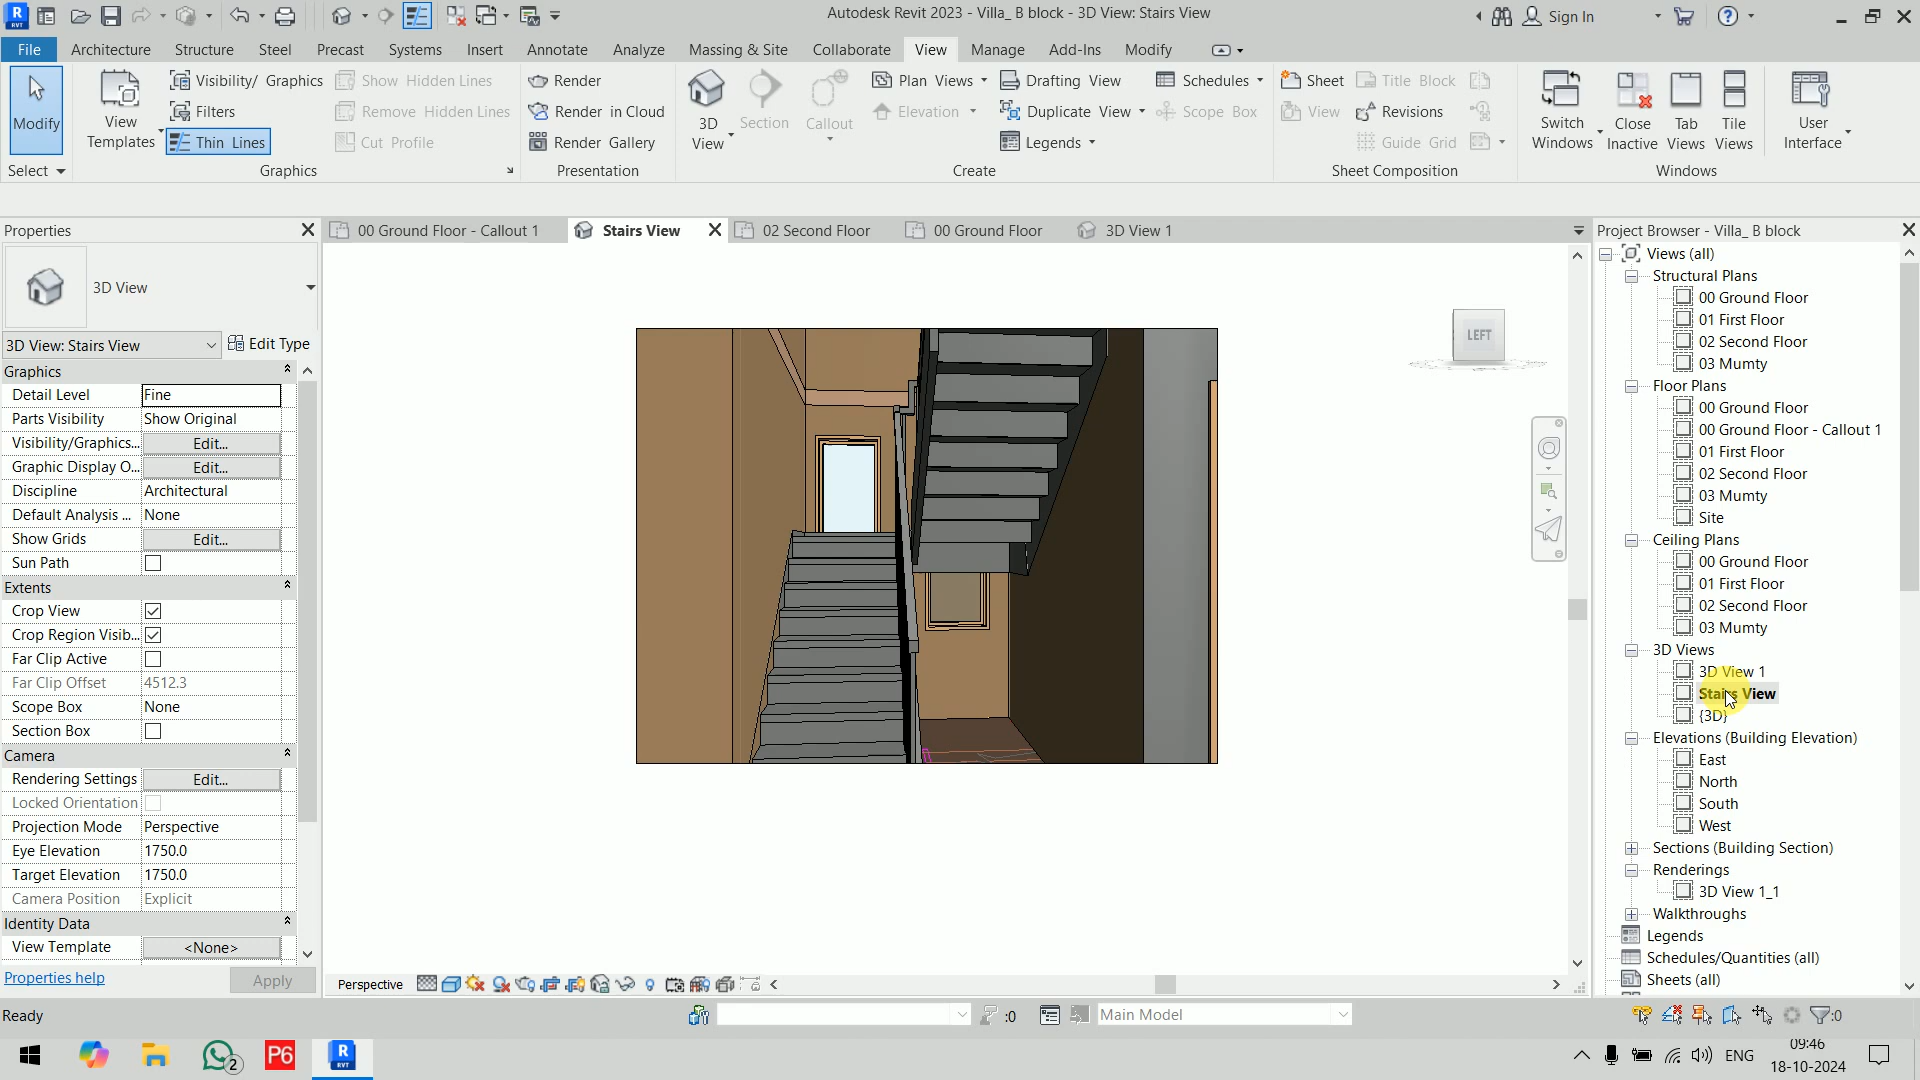 Autodesk Revit 2023 - Villa_ B block - 3D View: Stairs View
Sign In
File
Architecture
Structure
Steel
Precast
Systems
Insert
Annotate
Analyze
Massing & Site
Collaborate
View
Manage
Add-Ins
Modify
Modify
View
Templates
Visibility/ Graphics
Filters
Thin Lines
Show Hidden Lines
Remove Hidden Lines
Cut Profile
Render
Render in Cloud
Render Gallery
3D
View
Section
Callout
Plan Views
Elevation
Drafting View
Duplicate View
Legends
Schedules
Scope Box
Sheet
View
Title Block
Revisions
Guide Grid
Switch
Windows
Close
Inactive
Tab
Views
Tile
Views
User
Interface
Select
Graphics
Presentation
Create
Sheet Composition
Windows
Properties
3D View
3D View: Stairs View
Edit Type
Graphics
Detail Level Fine
Parts Visibility Show Original
Visibility/Graphics... Edit...
Graphic Display O... Edit...
Discipline Architectural
Default Analysis ... None
Show Grids Edit...
Sun Path
Extents
Crop View
Crop Region Visib...
Far Clip Active
Far Clip Offset 4512.3
Scope Box None
Section Box
Camera
Rendering Settings Edit...
Locked Orientation
Projection Mode Perspective
Eye Elevation 1750.0
Target Elevation 1750.0
Camera Position Explicit
Identity Data
View Template <None>
Properties help
Apply
00 Ground Floor - Callout 1
Stairs View
02 Second Floor
00 Ground Floor
3D View 1
LEFT
Perspective
Project Browser - Villa_ B block
Views (all)
Structural Plans
00 Ground Floor
01 First Floor
02 Second Floor
03 Mumty
Floor Plans
00 Ground Floor
00 Ground Floor - Callout 1
01 First Floor
02 Second Floor
03 Mumty
Site
Ceiling Plans
00 Ground Floor
01 First Floor
02 Second Floor
03 Mumty
3D Views
3D View 1
Stairs View
{3D}
Elevations (Building Elevation)
East
North
South
West
Sections (Building Section)
Renderings
3D View 1_1
Walkthroughs
Legends
Schedules/Quantities (all)
Sheets (all)
Ready
:0
Main Model
:0
2
P6
R
RVT
ENG
09:46
18-10-2024